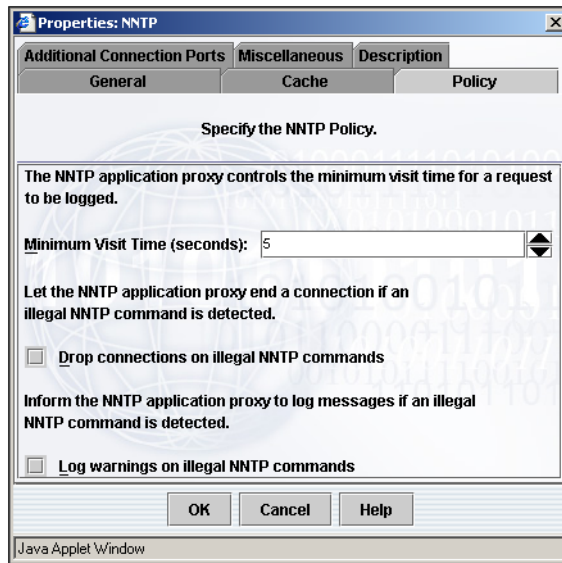 Properties: NNTP
Additional Connection Ports Miscellaneous Description
General Cache Policy
Specify the NNTP Policy.
The NNTP application proxy controls the minimum visit time for a request
to be logged.
Minimum Visit Time (seconds): 5
Let the NNTP application proxy end a connection if an
illegal NNTP command is detected.
Drop connections on illegal NNTP commands
Inform the NNTP application proxy to log messages if an illegal
NNTP command is detected.
Log warnings on illegal NNTP commands
OK Cancel Help
Java Applet Window